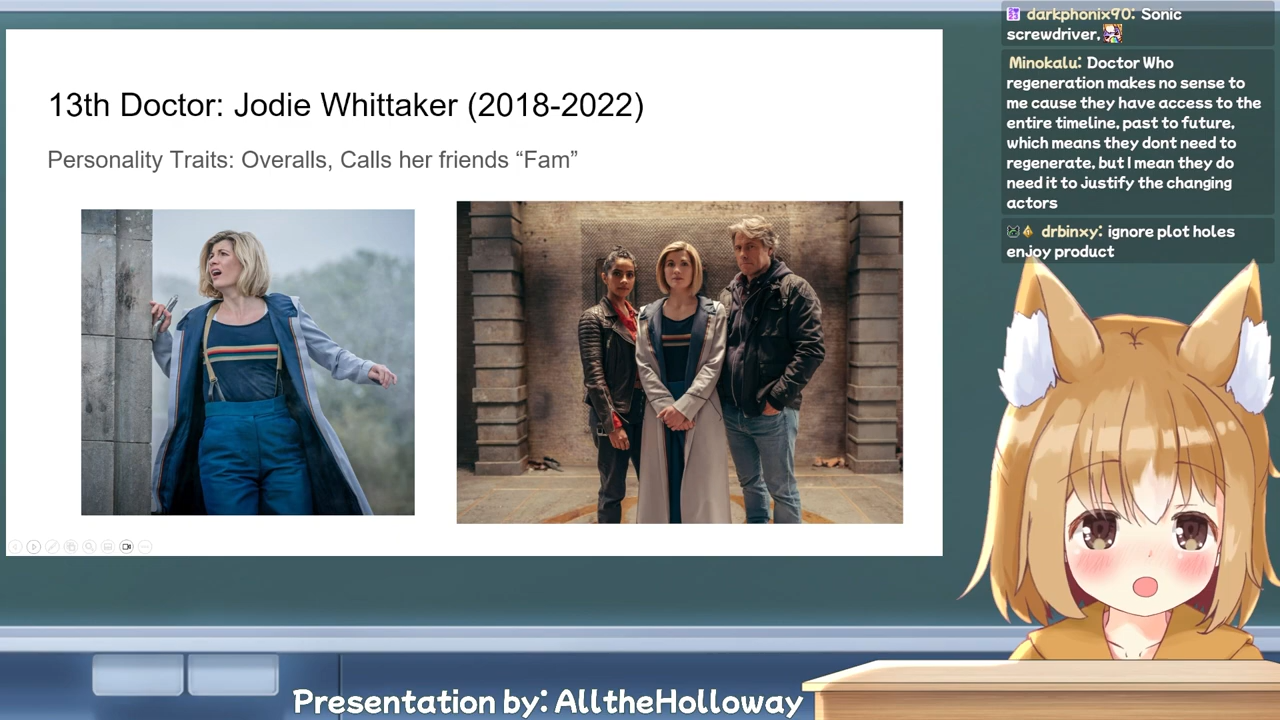 13th Doctor: Jodie Whittaker (2018-2022)
Personality Traits: Overalls, Calls her friends “Fam”
darkphonix90: Sonic
screwdriver.
Minokalu: Doctor Who
regeneration makes no sense to
me cause they have access to the
entire timeline, past to future,
which means they dont need to
regenerate, but I mean they do
need it to justify the changing
actors
drbinxy: ignore plot holes
enjoy product
Presentation by: AlltheHolloway